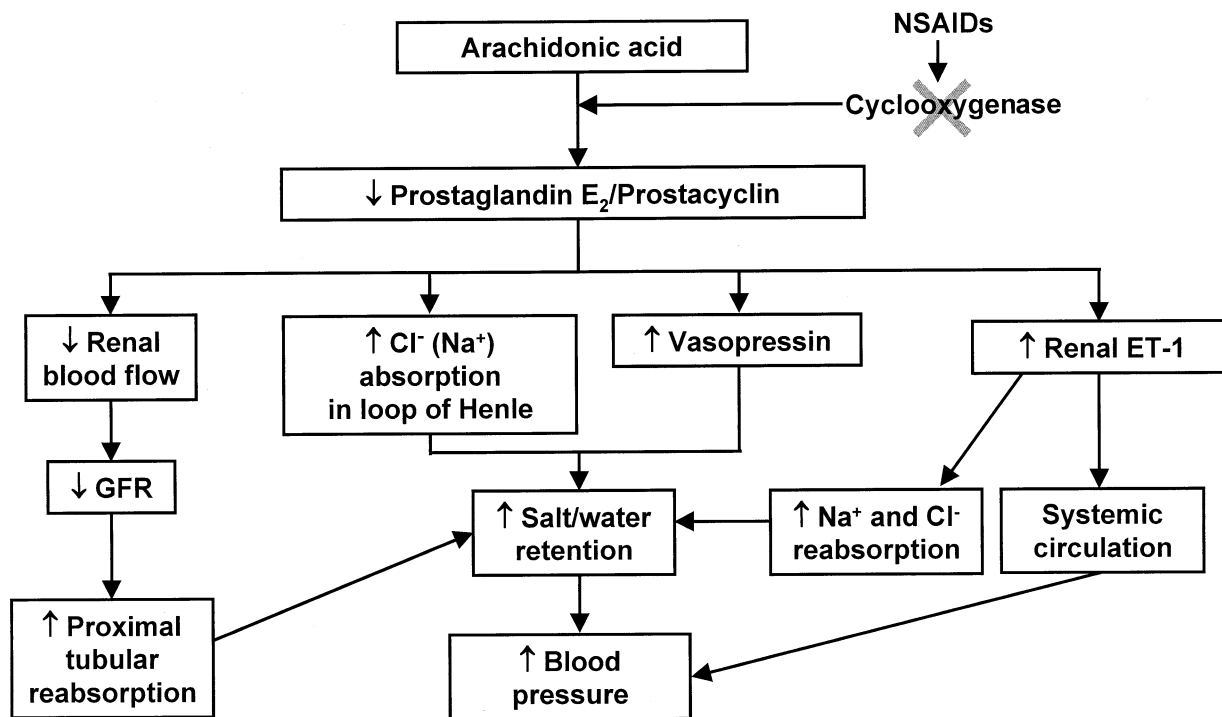 NSAIDs
Arachidonic acid
Cyclooxygenase
↓ Prostaglandin E₂/Prostacyclin
↓ Renal
blood flow
↑ Cl⁻ (Na⁺)
absorption
in loop of Henle
↑ Vasopressin
↑ Renal ET-1
↓ GFR
↑ Salt/water
retention
↑ Na⁺ and Cl⁻
reabsorption
Systemic
circulation
↑ Proximal
tubular
reabsorption
↑ Blood
pressure